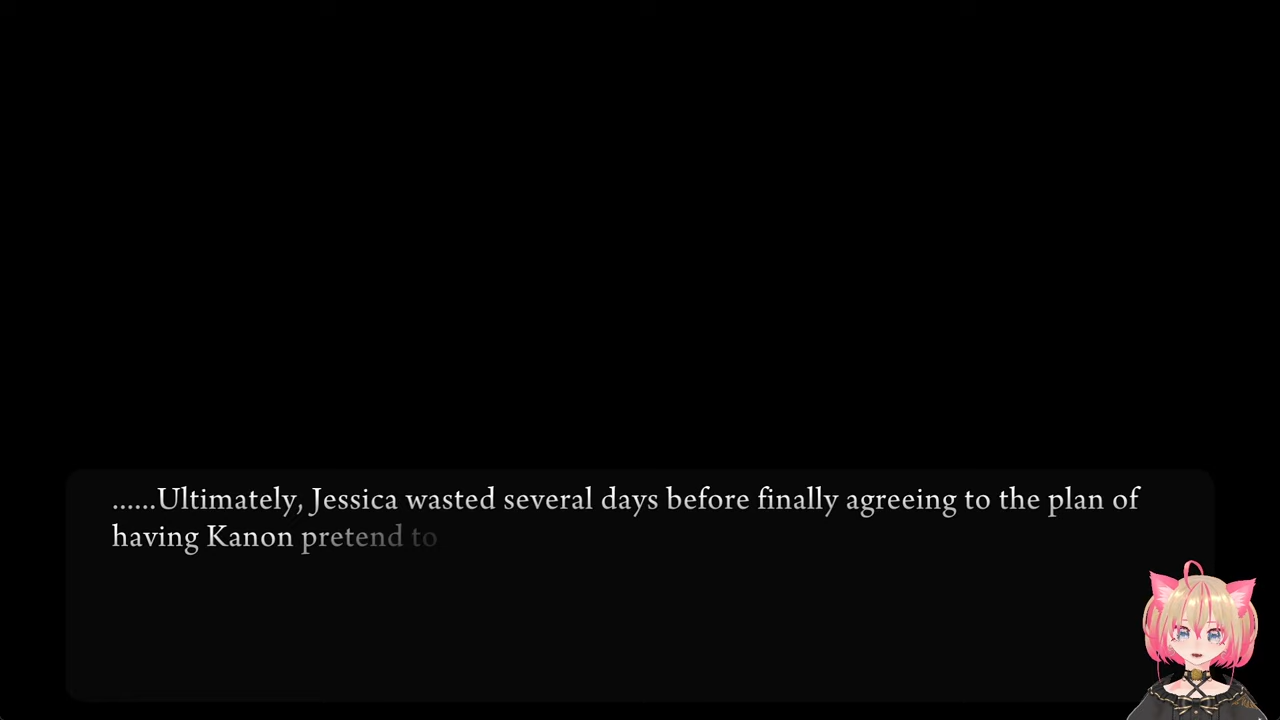 ......Ultimately, Jessica wasted several days before finally agreeing to the plan of
having Kanon pretend to